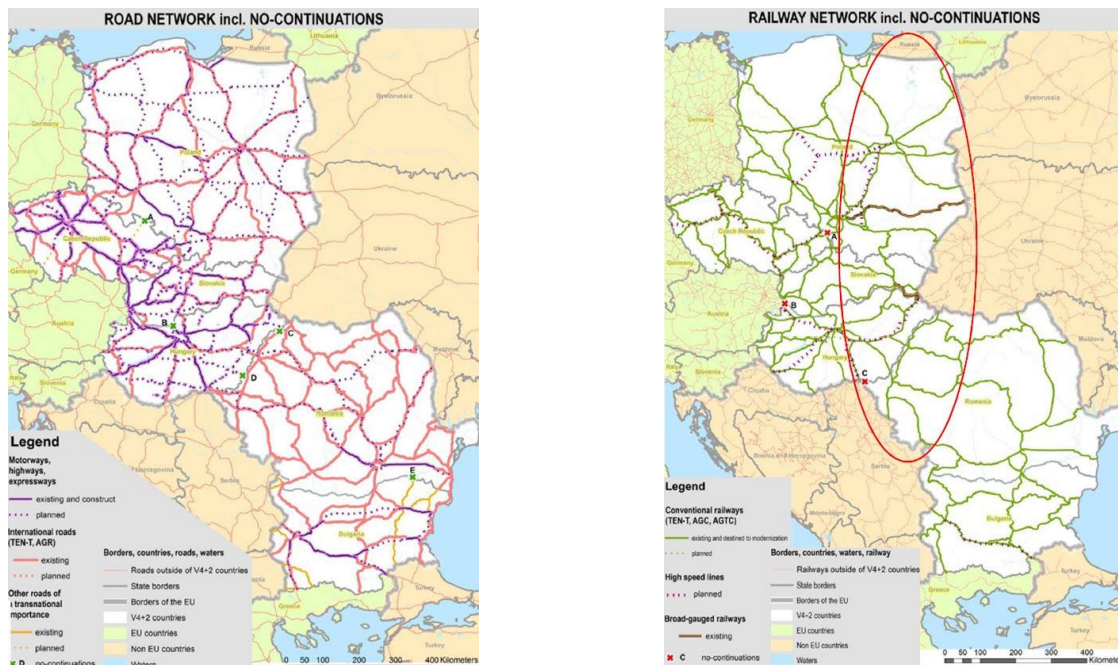 ROAD NETWORK incl. NO-CONTINUATIONS
Russia
Lithuania
Byelorussia
Germany
Poland
A
Czech Republic
Ukraine
Germany
Slovakia
Austria
B
C
Hungary
Moldova
D
Italy
Slovenia
Croatia
Romania
Serbia
E
Bulgaria
Turkey
Greece
Turkey
Legend
Motorways,
highways,
expressways
existing and construct
planned
International roads
(TEN-T, AGR)
existing
planned
Other roads of
a transnational
importance
existing
planned
D no-continuations
Borders, countries, roads, waters
Roads outside of V4+2 countries
State borders
Borders of the EU
V4+2 countries
EU countries
Non EU countries
Waters
0 50 100 200 300 400 Kilometers
RAILWAY NETWORK incl. NO-CONTINUATIONS
Russia
Lithuania
Byelorussia
Germany
Poland
A
Czech Republic
Ukraine
Germany
Slovakia
Austria
B
Hungary
Moldova
C
Italy
Slovenia
Croatia
Romania
Bosnia and Herzegovina
Serbia
Montenegro
Bulgaria
Turkey
Greece
Turkey
Legend
Conventional railways
(TEN-T, AGC, AGTC)
existing and destined to modernization
planned
High speed lines
planned
Broad-gauged railways
existing
C no-continuations
Borders, countries, waters, railway
Railways outside of V4+2 countries
State borders
Borders of the EU
V4+2 countries
EU countries
Non EU countries
Waters
0 50 100 200 300 400